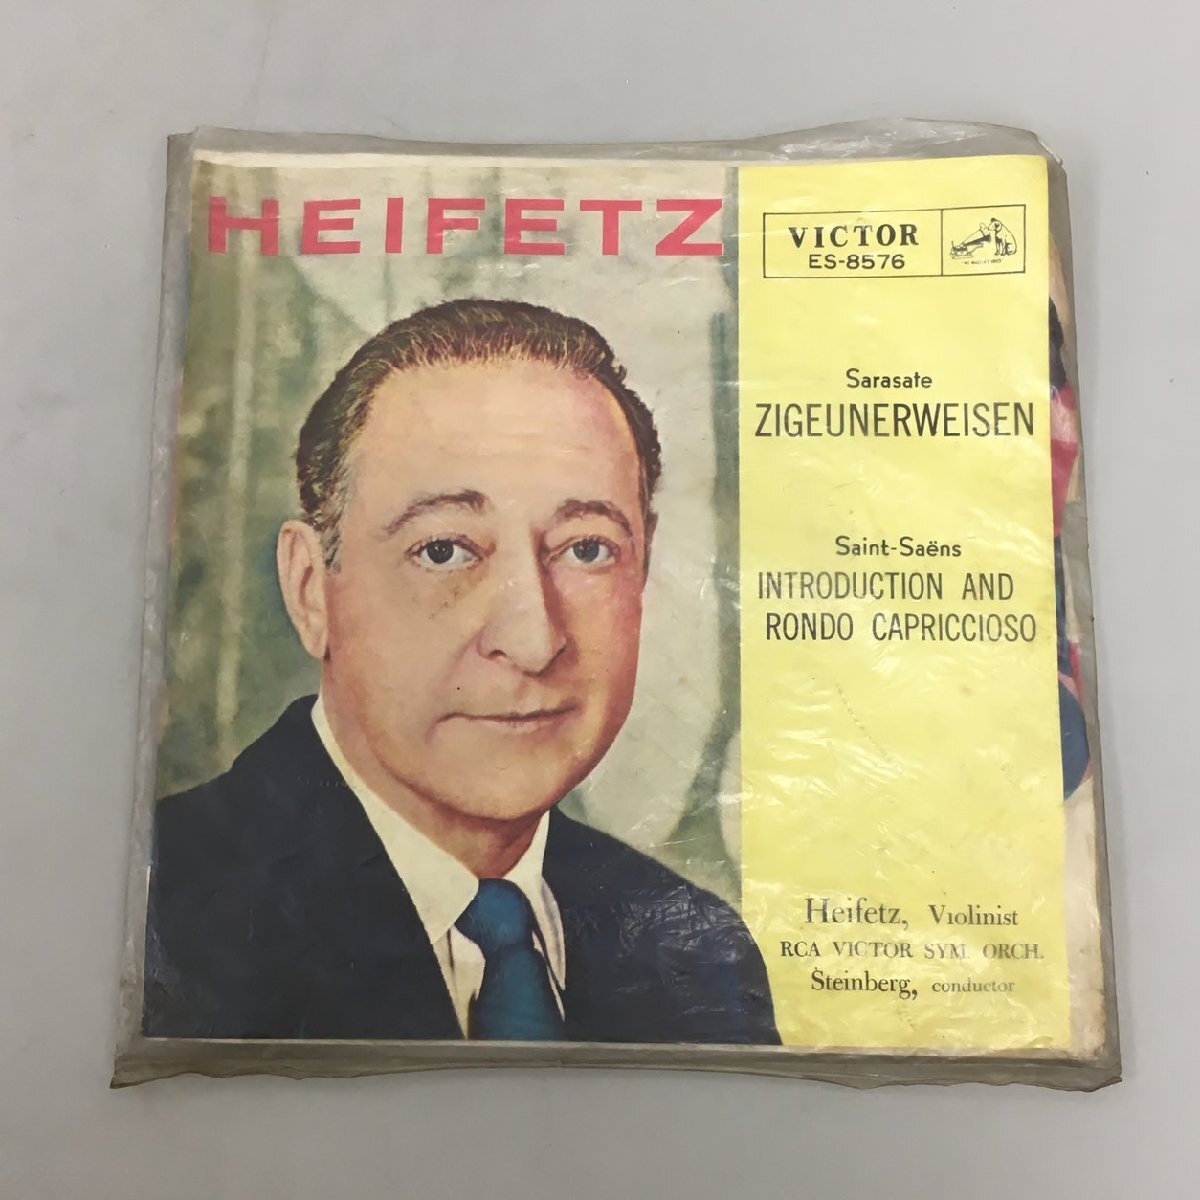 HEIFETZ
VICTOR
ES-8576
Sarasate
ZIGEUNERWEISEN
Saint-Saëns
INTRODUCTION AND
RONDO CAPRICCIOSO
Heifetz, Violinist
RCA VICTOR SYM. ORCH.
Steinberg, conductor